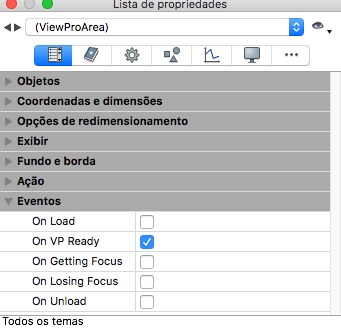 Lista de propriedades
(ViewProArea)
Objetos
Coordenadas e dimensões
Opções de redimensionamento
Exibir
Fundo e borda
Ação
Eventos
On Load
On VP Ready
On Getting Focus
On Losing Focus
On Unload
Todos os temas